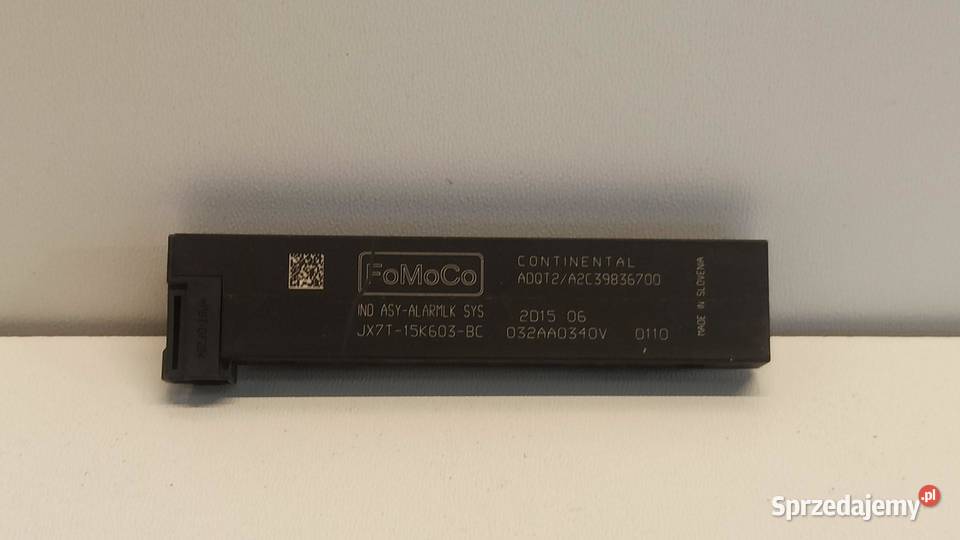 FoMoCo
IND ASY-ALARMLK SYS
JX7T-15K603-BC
CONTINENTAL
ADQT2/A2C39836700
2D15 06
032AA0340V 0110
MADE IN SLOVENIA
Sprzedajemy.pl